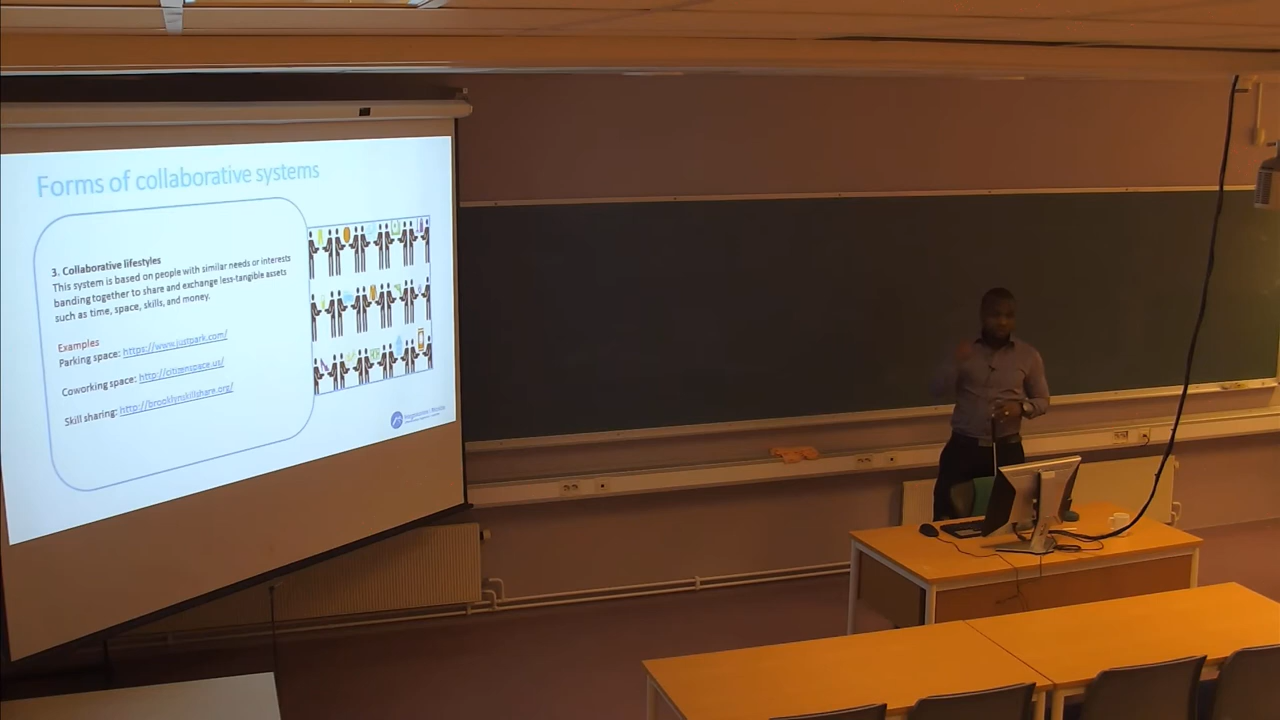 Forms of collaborative systems
3. Collaborative lifestyles
This system is based on people with similar needs or interests
banding together to share and exchange less-tangible assets
such as time, space, skills, and money.
Examples
Parking space: https://www.justpark.com/
Coworking space: http://citizenspace.us/
Skill sharing: http://brooklynskillshare.org/